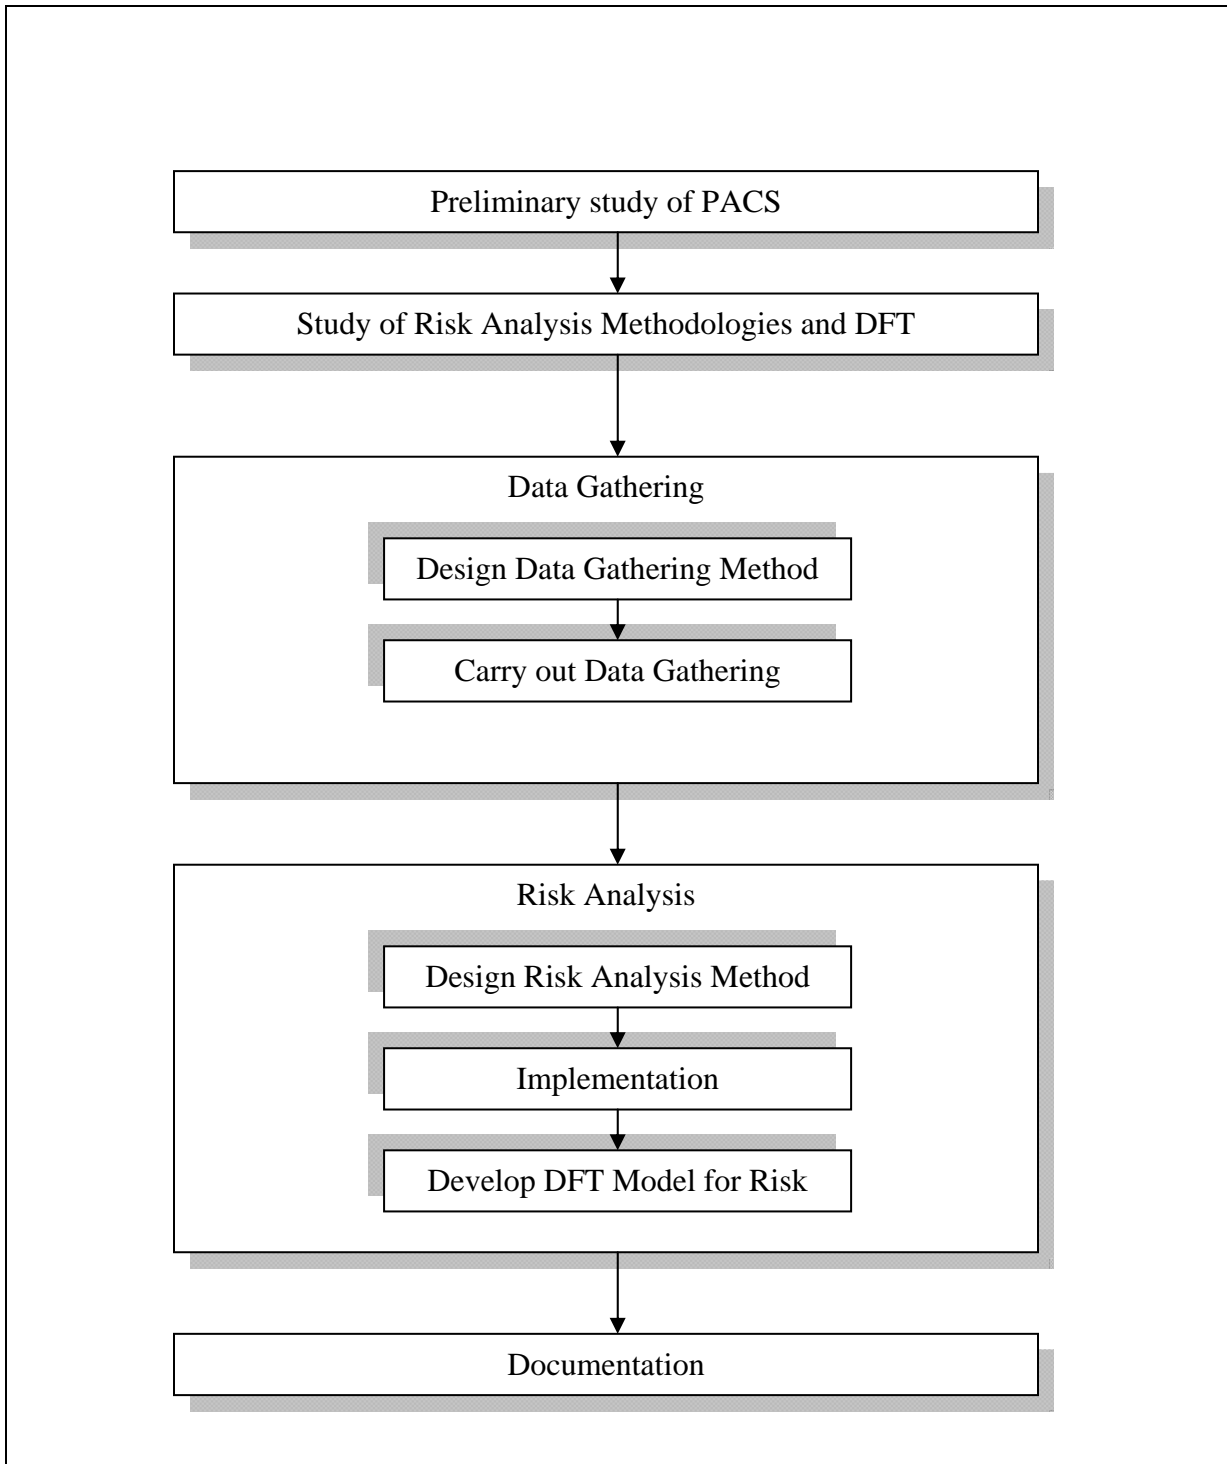 Preliminary study of PACS
Study of Risk Analysis Methodologies and DFT
Data Gathering
Design Data Gathering Method
Carry out Data Gathering
Risk Analysis
Design Risk Analysis Method
Implementation
Develop DFT Model for Risk
Documentation